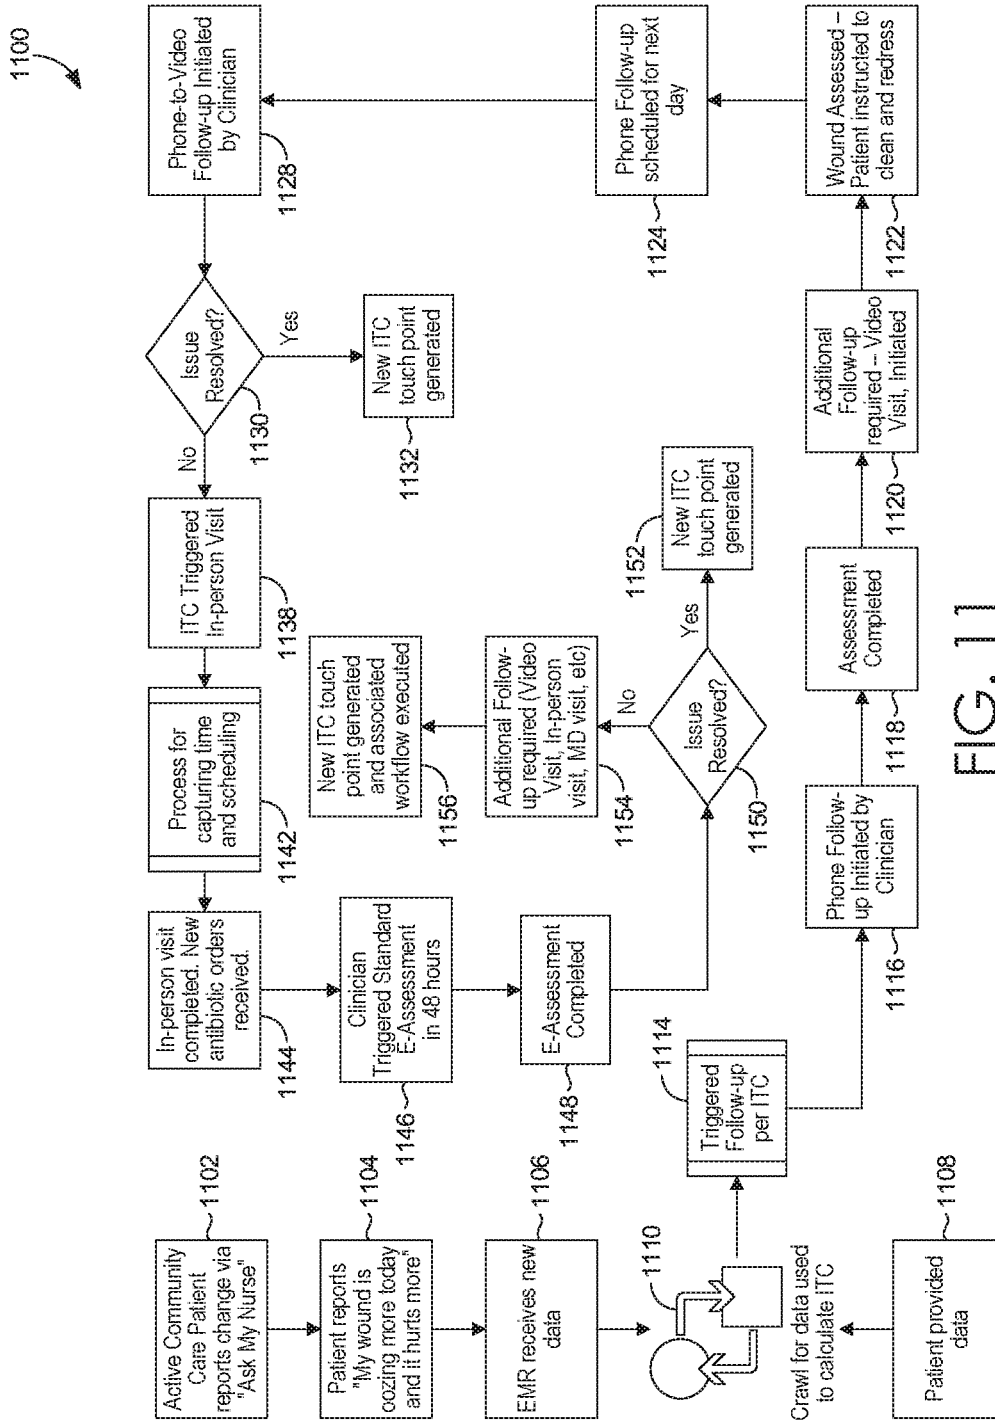 1100
Active Community
Care Patient
reports change via
"Ask My Nurse"
1102
Patient reports
"My wound is
oozing more today
and it hurts more"
1104
EMR receives new
data
1106
1110
Crawl for data used
to calculate ITC
Patient provided
data
1108
Triggered
Follow-up
per ITC
1114
Phone Follow-
up Initiated by
Clinician
1116
Assessment
Completed
1118
Additional
Follow-up
required – Video
Visit, Initiated
1120
Wound Assessed –
Patient instructed to
clean and redress
1122
Phone Follow-up
scheduled for next
day
1124
Phone-to-Video
Follow-up Initiated
by Clinician
1128
Issue
Resolved?
1130
Yes
New ITC
touch point
generated
1132
No
ITC Triggered
In-person Visit
1138
Process for
capturing time
and scheduling
1142
In-person visit
completed. New
antibiotic orders
received.
1144
Clinician
Triggered Standard
E-Assessment
in 48 hours
1146
E-Assessment
Completed
1148
Issue
Resolved?
1150
Yes
New ITC
touch point
generated
1152
No
Additional Follow-
up required (Video
Visit, In-person
visit, MD visit, etc)
1154
New ITC touch
point generated
and associated
workflow executed
1156
FIG. 11